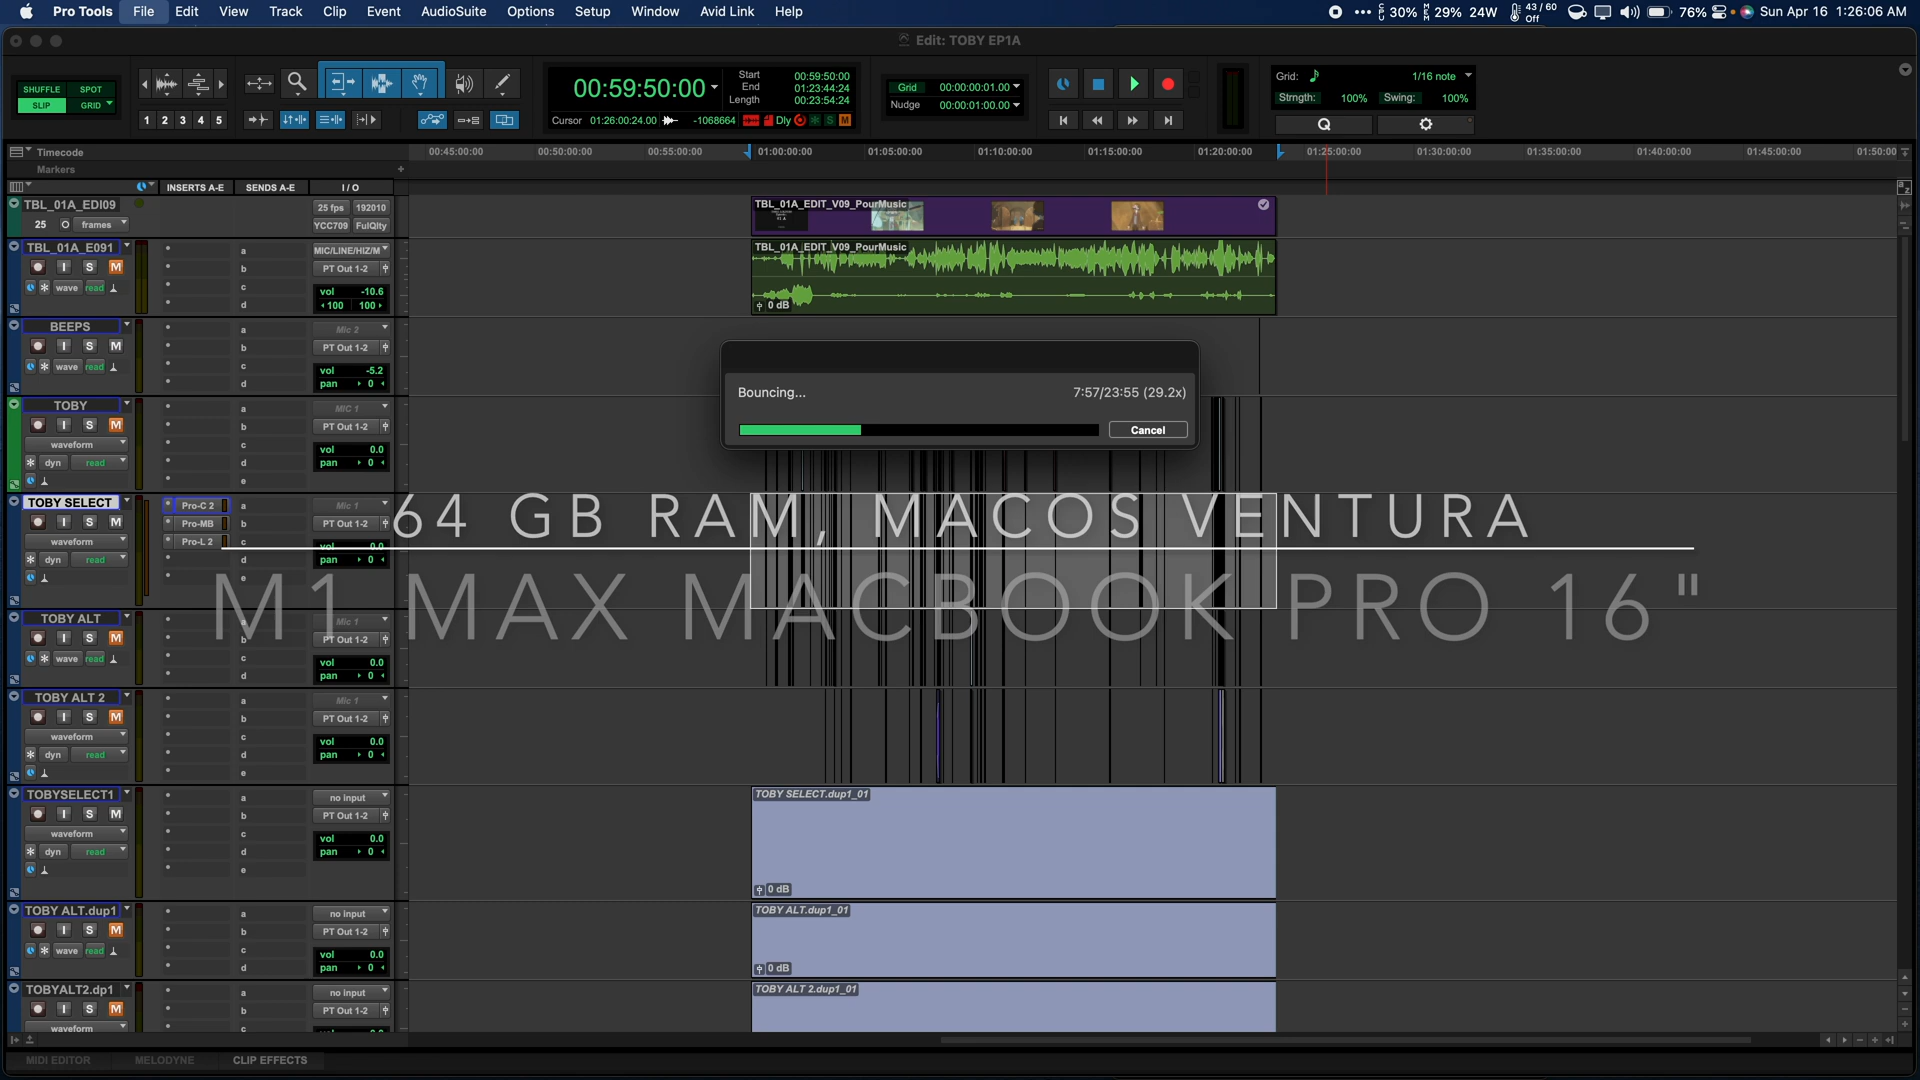 Pro Tools File Edit View Track Clip Event AudioSuite Options Setup Window Avid Link Help
30% 29% 24W 43 / 60 Off 76% Sun Apr 16 1:26:06 AM
Edit: TOBY EP1A
SHUFFLE SPOT
SLIP GRID
1 2 3 4 5
00:59:50:00
Start 00:59:50:00
End 01:23:44:24
Length 00:23:54:24
Cursor 01:26:00:24.00 -1068664 Dly S M
Grid 00:00:00:01.00
Nudge 00:00:01:00.00
Grid: 1/16 note
Strngth: 100% Swing: 100%
Q
Timecode 00:45:00:00 00:50:00:00 00:55:00:00 01:00:00:00 01:05:00:00 01:10:00:00 01:15:00:00 01:20:00:00 01:25:00:00 01:30:00:00 01:35:00:00 01:40:00:00 01:45:00:00 01:50:00
Markers
INSERTS A-E SENDS A-E I / O
TBL_01A_EDI09 25 fps 192010
25 frames YCC709 FulQlty
TBL_01A_EDIT_V09_PourMusic
TBL_01A_E091 a MIC/LINE/HIZ/M
I S M b PT Out 1-2
wave read c vol -10.6
d 100 100
TBL_01A_EDIT_V09_PourMusic
0 dB
BEEPS a Mic 2
I S M b PT Out 1-2
wave read c vol -5.2
d pan 0
Bouncing... 7:57/23:55 (29.2x)
Cancel
TOBY a MIC 1
I S M b PT Out 1-2
waveform c vol 0.0
dyn read d pan 0
e
TOBY SELECT Pro-C 2 a Mic 1
I S M Pro-MB b PT Out 1-2
waveform Pro-L 2 c vol 0.0
dyn read d pan 0
e
64 GB RAM, MACOS VENTURA
M1 MAX MACBOOK PRO 16"
TOBY ALT a Mic 1
I S M b PT Out 1-2
wave read c vol 0.0
d pan 0
TOBY ALT 2 a Mic 1
I S M b PT Out 1-2
waveform c vol 0.0
dyn read d pan 0
e
TOBYSELECT1 a no input
I S M b PT Out 1-2
waveform c vol 0.0
dyn read d pan 0
e
TOBY SELECT.dup1_01
0 dB
TOBY ALT.dup1 a no input
I S M b PT Out 1-2
wave read c vol 0.0
d pan 0
TOBY ALT.dup1_01
0 dB
TOBYALT2.dp1 a no input
I S M b PT Out 1-2
waveform c
TOBY ALT 2.dup1_01
MIDI EDITOR MELODYNE CLIP EFFECTS